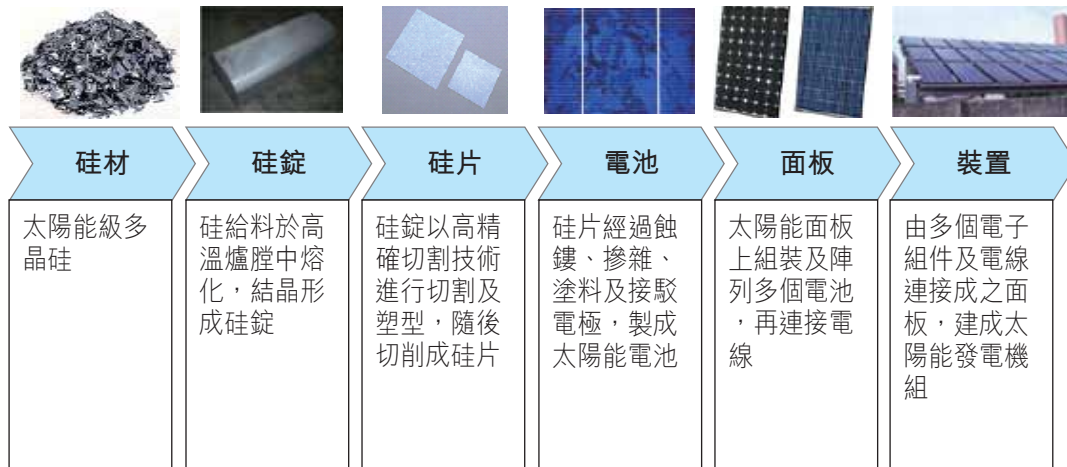 硅材
硅錠
硅片
電池
面板
裝置
太陽能級多
晶硅
硅給料於高
溫爐膛中熔
化，結晶形
成硅錠
硅錠以高精
確切割技術
進行切割及
塑型，隨後
切削成硅片
硅片經過蝕
鏤、摻雜、
塗料及接駁
電極，製成
太陽能電池
太陽能面板
上組裝及陣
列多個電池
，再連接電
線
由多個電子
組件及電線
連接成之面
板，建成太
陽能發電機
組